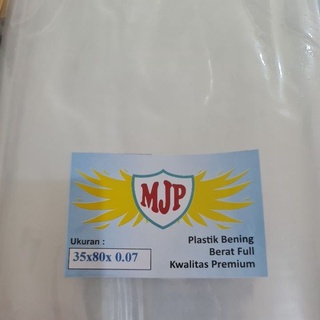 MJP
Ukuran :
35x80x 0.07
Plastik Bening
Berat Full
Kwalitas Premium